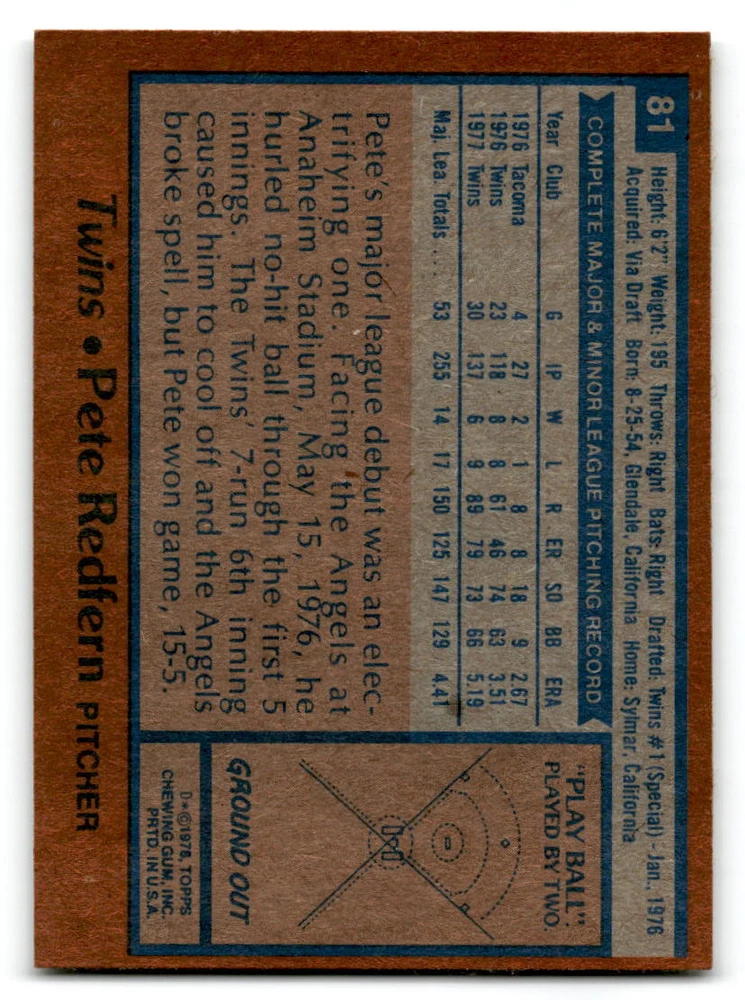 81
Height: 6'2" Weight: 195 Throws: Right Bats: Right Drafted: Twins #1 (Special) - Jan., 1976
Acquired: Via Draft Born: 8-25-54, Glendale, California Home: Sylmar, California
COMPLETE MAJOR & MINOR LEAGUE PITCHING RECORD
Year Club G IP W L R ER SO BB ERA
1976 Tacoma 4 27 2 1 8 8 18 9 2.67
1976 Twins 23 118 8 8 61 46 74 63 3.51
1977 Twins 30 137 6 9 89 79 73 66 5.19
Maj. Lea. Totals .... 53 255 14 17 150 125 147 129 4.41
Pete's major league debut was an elec-
trifying one. Facing the Angels at
Anaheim Stadium, May 15, 1976, he
hurled no-hit ball through the first 5
innings. The Twins' 7-run 6th inning
caused him to cool off and the Angels
broke spell, but Pete won game, 15-5.
"PLAY BALL"
PLAYED BY TWO
GROUND OUT
D*©1978, TOPPS
CHEWING GUM, INC.
PRTD. IN U.S.A.
Twins • Pete Redfern PITCHER